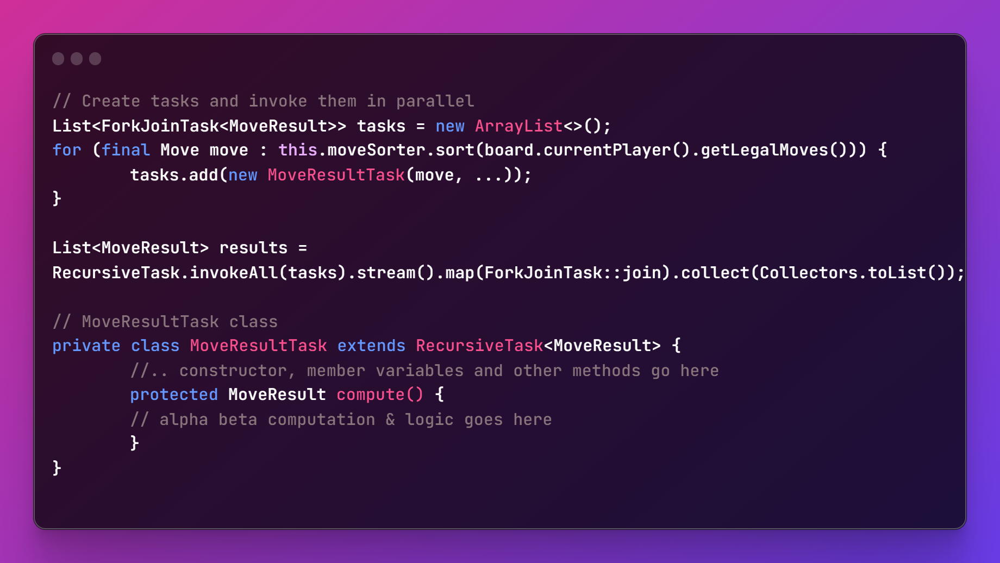 // Create tasks and invoke them in parallel
List<ForkJoinTask<MoveResult>> tasks = new ArrayList<>();
for (final Move move : this.moveSorter.sort(board.currentPlayer().getLegalMoves())) {
        tasks.add(new MoveResultTask(move, ...));
}

List<MoveResult> results =
RecursiveTask.invokeAll(tasks).stream().map(ForkJoinTask::join).collect(Collectors.toList());

// MoveResultTask class
private class MoveResultTask extends RecursiveTask<MoveResult> {
        //.. constructor, member variables and other methods go here
        protected MoveResult compute() {
        // alpha beta computation & logic goes here
        }
}